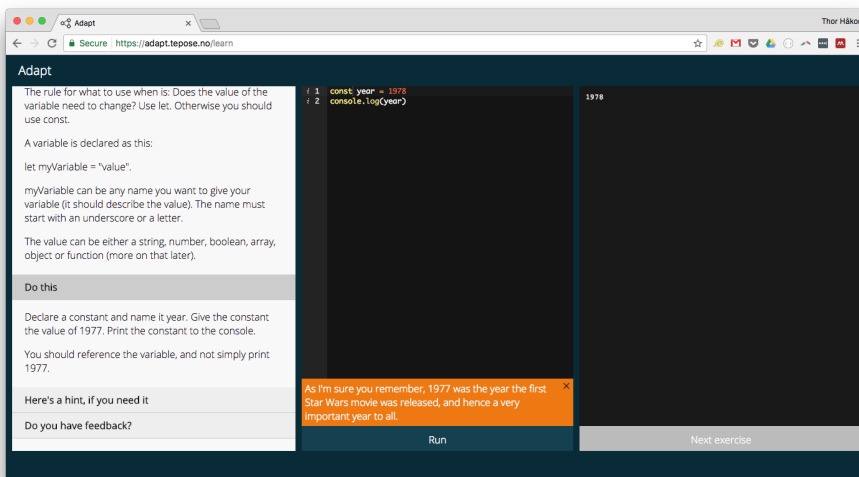 Adapt
Thor Håkon
Secure https://adapt.tepose.no/learn
Adapt
The rule for what to use when is: Does the value of the
variable need to change? Use let. Otherwise you should
use const.
A variable is declared as this:
let myVariable = "value".
myVariable can be any name you want to give your
variable (it should describe the value). The name must
start with an underscore or a letter.
The value can be either a string, number, boolean, array,
object or function (more on that later).
Do this
Declare a constant and name it year. Give the constant
the value of 1977. Print the constant to the console.
You should reference the variable, and not simply print
1977.
Here's a hint, if you need it
Do you have feedback?
i 1 const year = 1978
i 2 console.log(year)
As I'm sure you remember, 1977 was the year the first
Star Wars movie was released, and hence a very
important year to all.
Run
1978
Next exercise